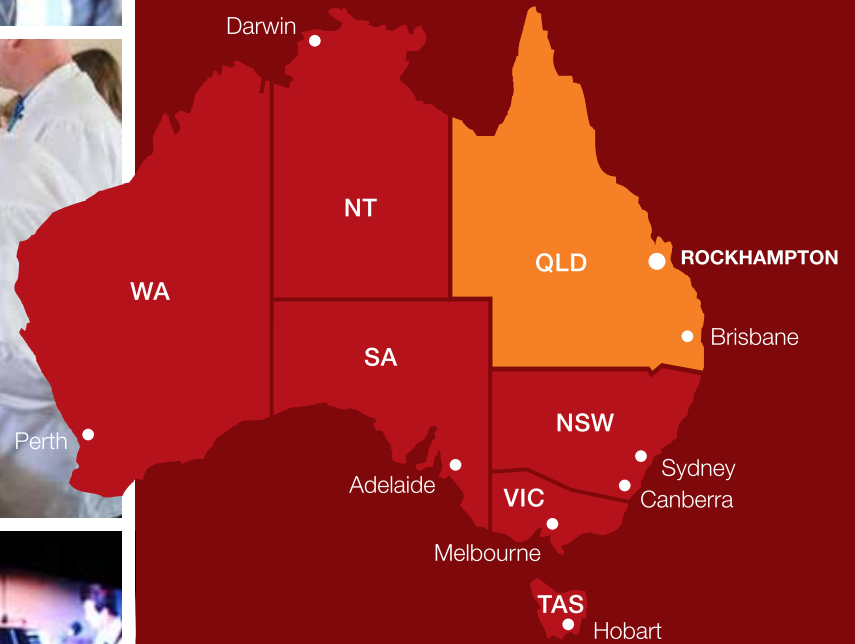 Darwin
NT
QLD
ROCKHAMPTON
WA
Brisbane
SA
NSW
Perth
Sydney
Adelaide
VIC
Canberra
Melbourne
TAS
Hobart